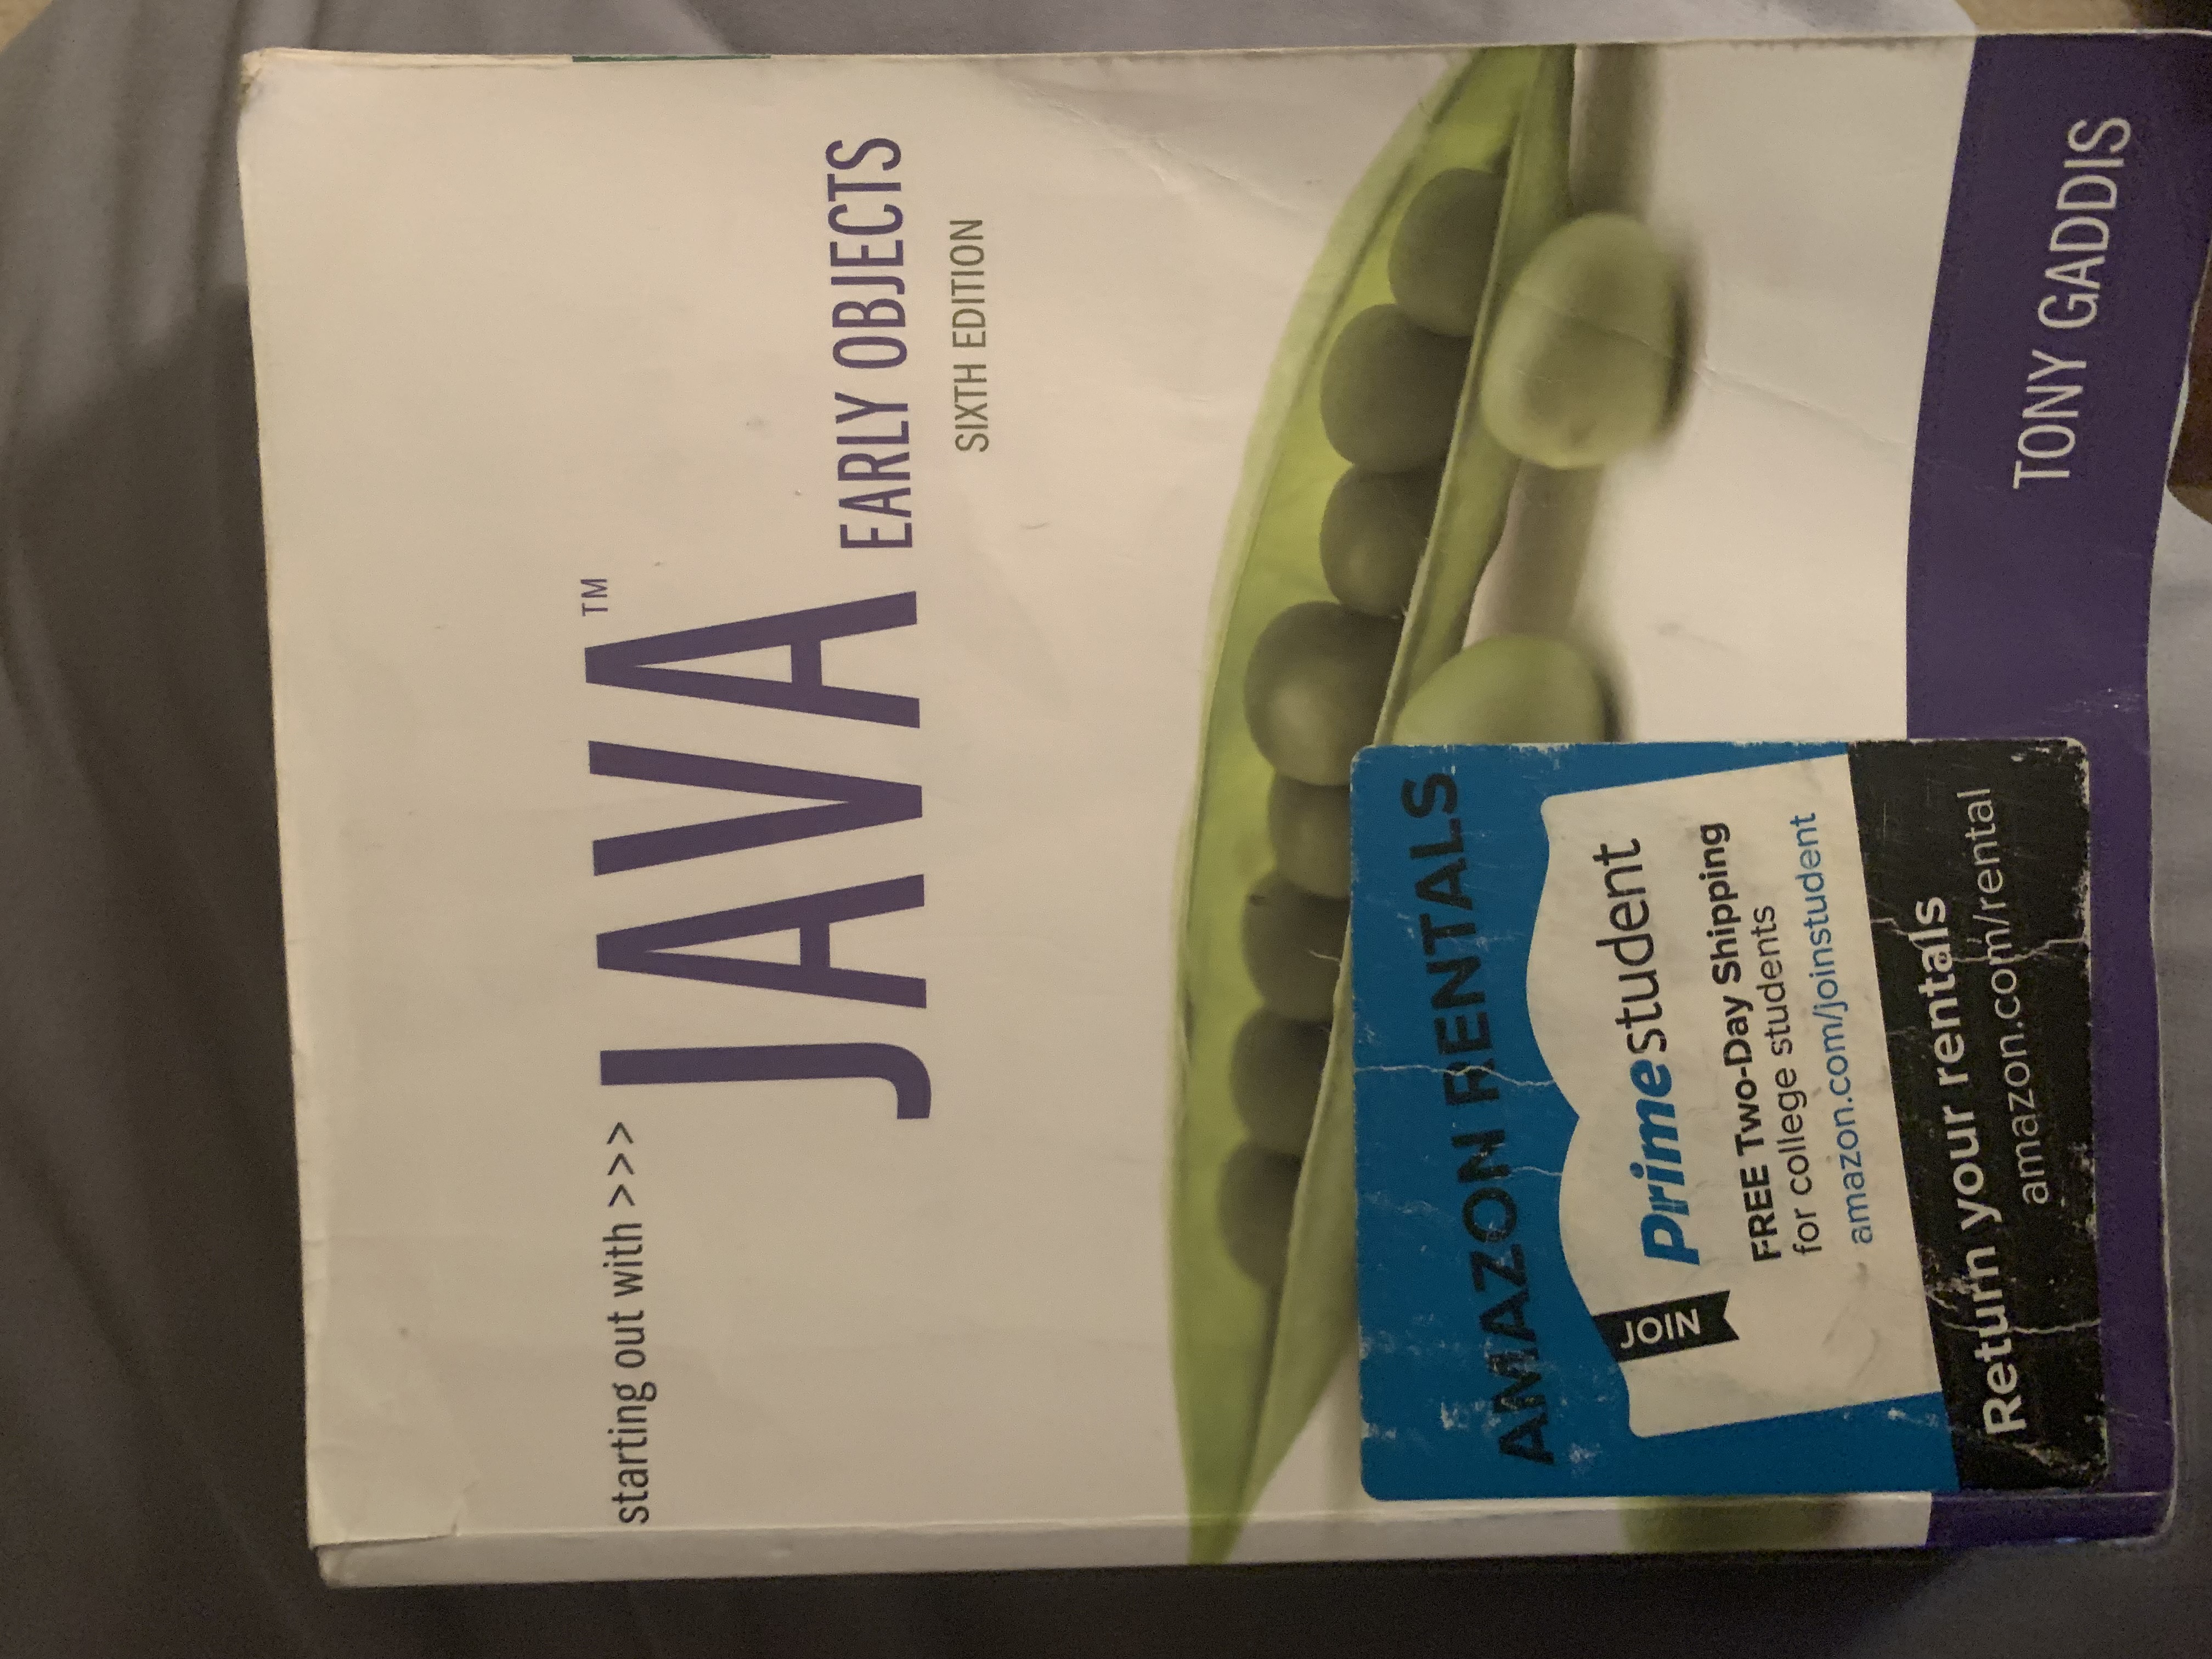 starting out with >>>
JAVA™
EARLY OBJECTS
SIXTH EDITION
AMAZON RENTALS
JOIN
Primestudent
FREE Two-Day Shipping
for college students
amazon.com/joinstudent
Return your rentals
amazon.com/rental
TONY GADDIS